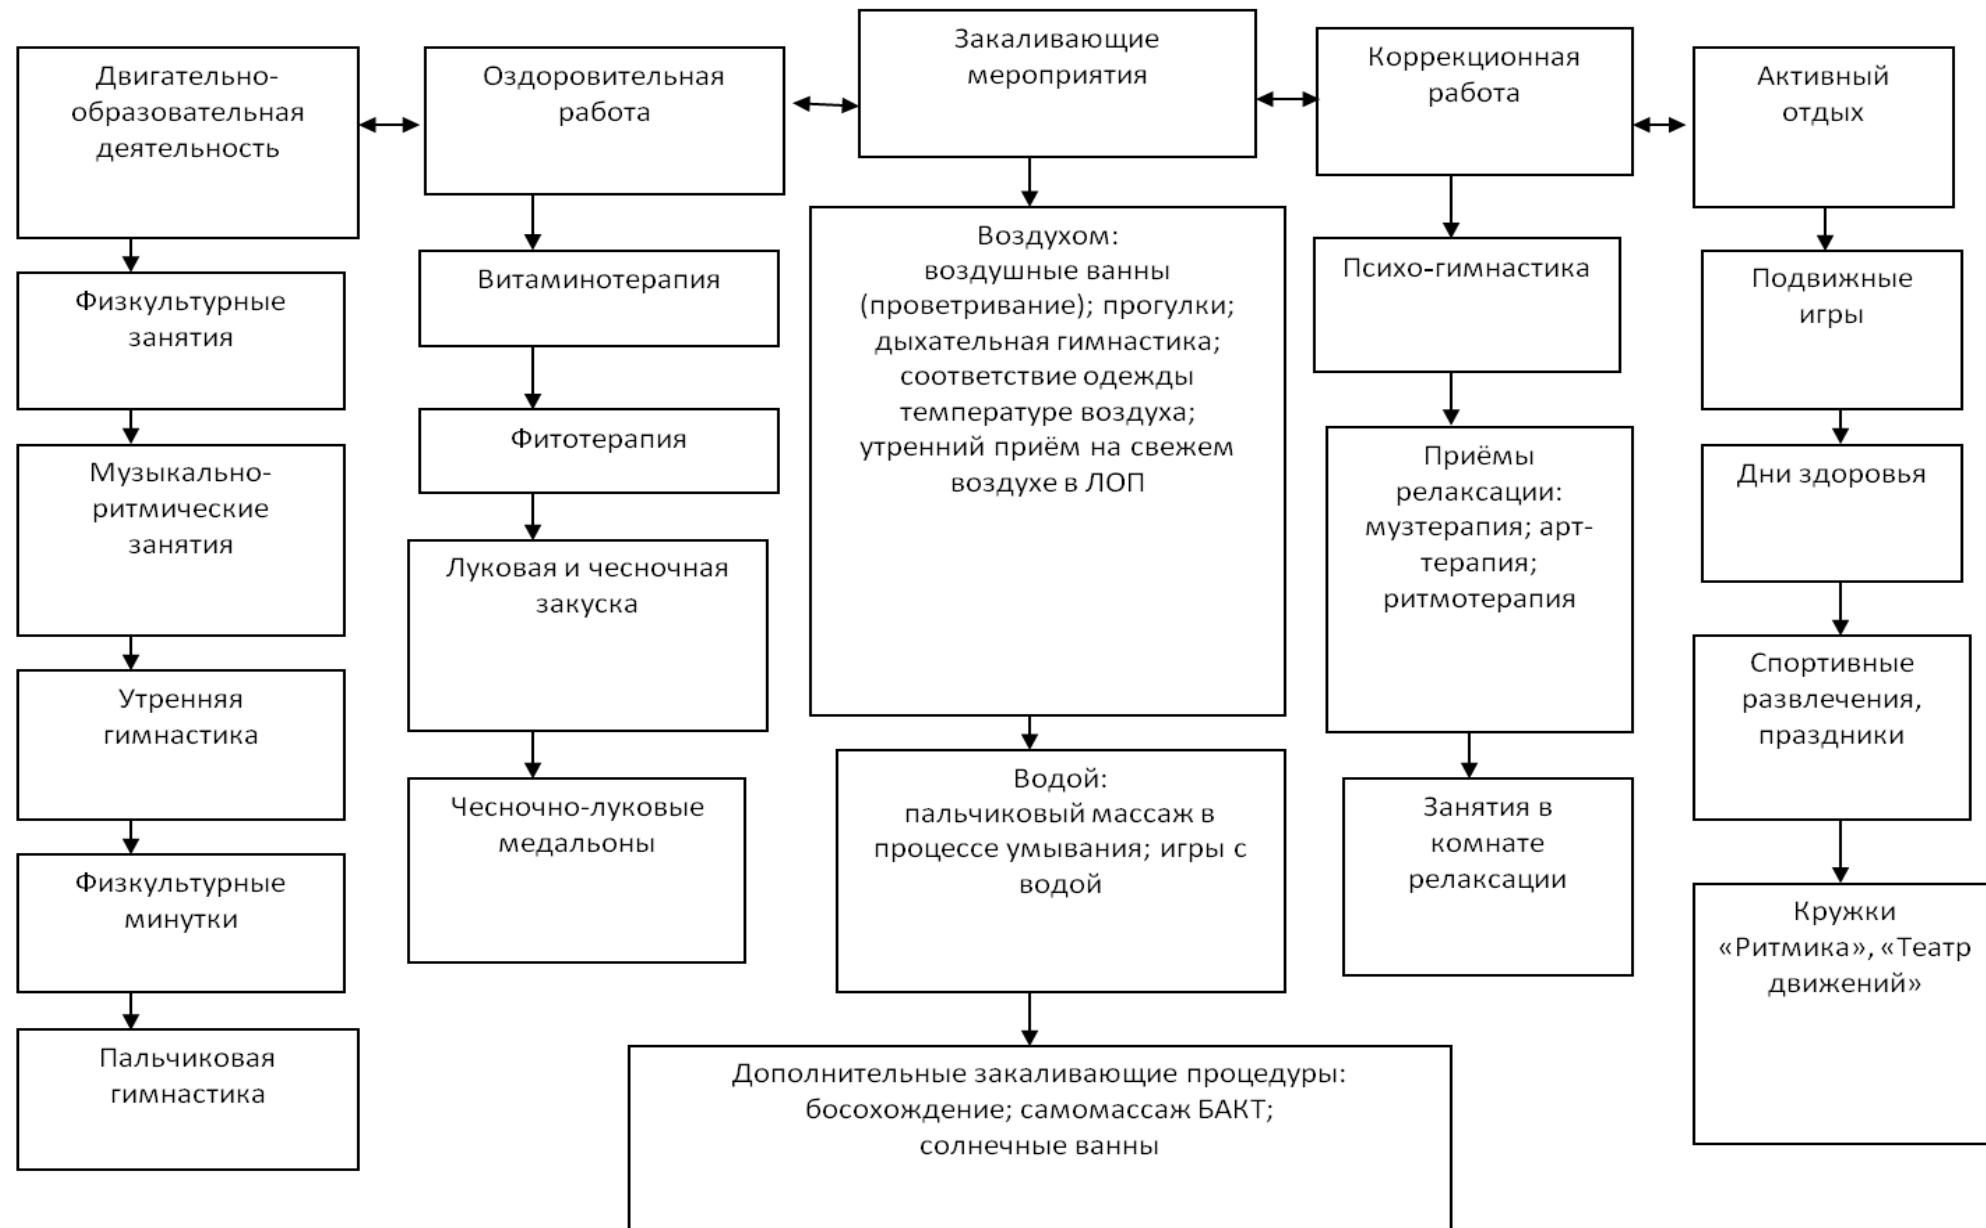 Двигательно-
образовательная
деятельность
Оздоровительная
работа
Закаливающие
мероприятия
Коррекционная
работа
Активный
отдых
Физкультурные
занятия
Музыкально-
ритмические
занятия
Утренняя
гимнастика
Физкультурные
минутки
Пальчиковая
гимнастика
Витаминотерапия
Фитотерапия
Луковая и чесночная
закуска
Чесночно-луковые
медальоны
Воздухом:
воздушные ванны
(проветривание); прогулки;
дыхательная гимнастика;
соответствие одежды
температуре воздуха;
утренний приём на свежем
воздухе в ЛОП
Водой:
пальчиковый массаж в
процессе умывания; игры с
водой
Дополнительные закаливающие процедуры:
босохождение; самомассаж БАКТ;
солнечные ванны
Психо-гимнастика
Приёмы
релаксации:
музтерапия; арт-
терапия;
ритмотерапия
Занятия в
комнате
релаксации
Подвижные
игры
Дни здоровья
Спортивные
развлечения,
праздники
Кружки
«Ритмика», «Театр
движений»